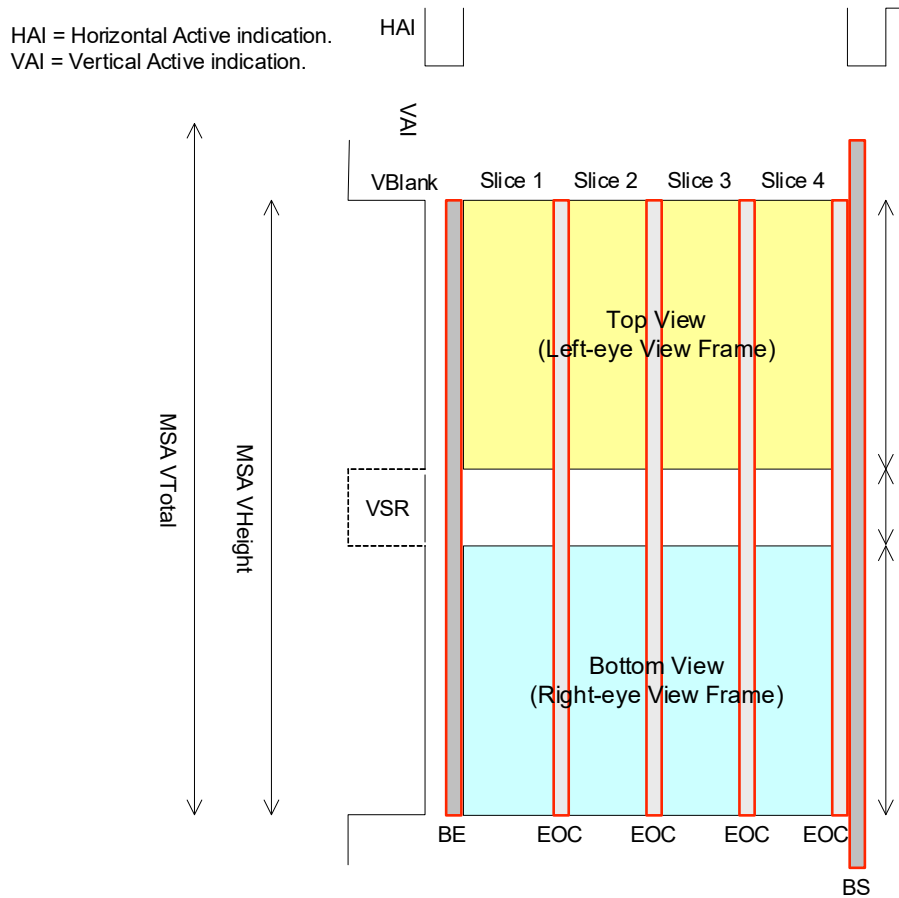 HAI = Horizontal Active indication.
VAI = Vertical Active indication.
HAI
VAI
VBlank
Slice 1
Slice 2
Slice 3
Slice 4
Top View
(Left-eye View Frame)
MSA VTotal
MSA VHeight
VSR
Bottom View
(Right-eye View Frame)
BE
EOC
EOC
EOC
EOC
BS